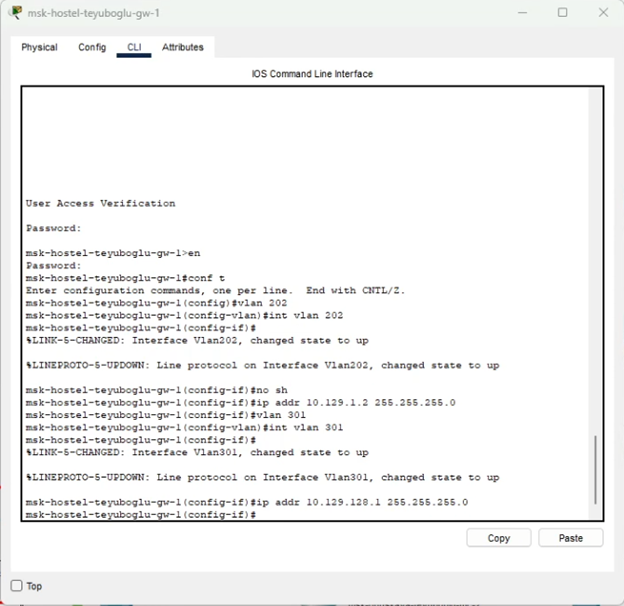 msk-hostel-teyuboglu-gw-1
Physical Config CLI Attributes
IOS Command Line Interface
User Access Verification
Password:
msk-hostel-teyuboglu-gw-1>en
Password:
msk-hostel-teyuboglu-gw-1#conf t
Enter configuration commands, one per line.  End with CNTL/Z.
msk-hostel-teyuboglu-gw-1(config)#vlan 202
msk-hostel-teyuboglu-gw-1(config-vlan)#int vlan 202
msk-hostel-teyuboglu-gw-1(config-if)#
%LINK-5-CHANGED: Interface Vlan202, changed state to up
%LINEPROTO-5-UPDOWN: Line protocol on Interface Vlan202, changed state to up
msk-hostel-teyuboglu-gw-1(config-if)#no sh
msk-hostel-teyuboglu-gw-1(config-if)#ip addr 10.129.1.2 255.255.255.0
msk-hostel-teyuboglu-gw-1(config-if)#vlan 301
msk-hostel-teyuboglu-gw-1(config-vlan)#int vlan 301
msk-hostel-teyuboglu-gw-1(config-if)#
%LINK-5-CHANGED: Interface Vlan301, changed state to up
%LINEPROTO-5-UPDOWN: Line protocol on Interface Vlan301, changed state to up
msk-hostel-teyuboglu-gw-1(config-if)#ip addr 10.129.128.1 255.255.255.0
msk-hostel-teyuboglu-gw-1(config-if)#
Copy Paste
Top